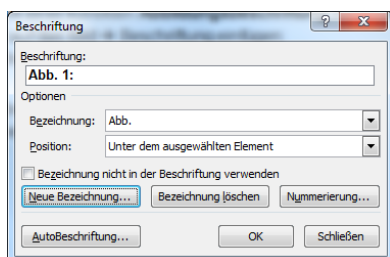 Beschriftung
Beschriftung:
Abb. 1:
Optionen
Bezeichnung: Abb.
Position: Unter dem ausgewählten Element
Bezeichnung nicht in der Beschriftung verwenden
Neue Bezeichnung... Bezeichnung löschen Nummerierung...
AutoBeschriftung... OK Schließen